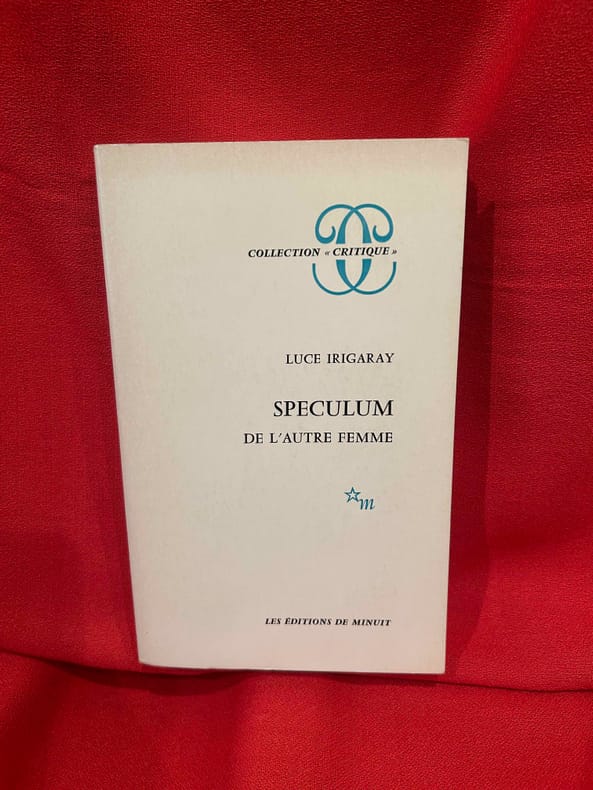 COLLECTION « CRITIQUE »
LUCE IRIGARAY
SPECULUM
DE L'AUTRE FEMME
m
LES ÉDITIONS DE MINUIT